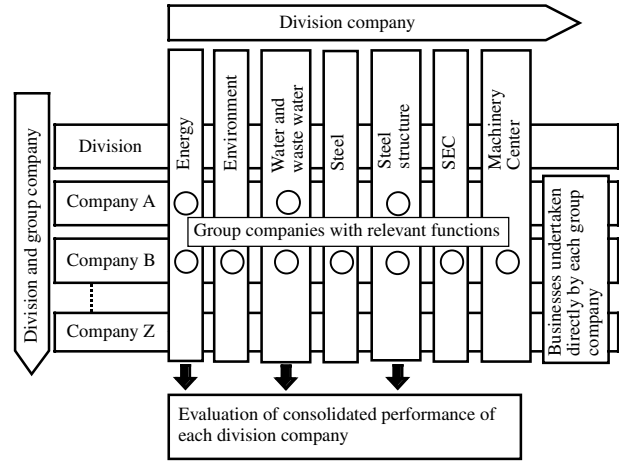 Division company
Division and group company
Energy
Environment
Water and
waste water
Steel
Steel
structure
SEC
Machinery
Center
Division
Company A
Group companies with relevant functions
Company B
Company Z
Businesses undertaken
directly by each group
company
Evaluation of consolidated performance of
each division company